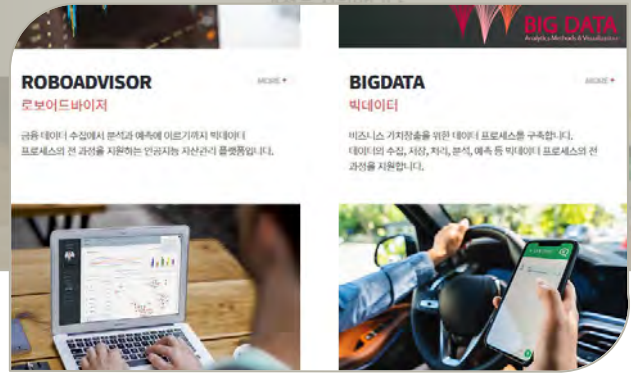 BIG DATA
Analytics Methods & Visualization
ROBOADVISOR
MORE +
로보어드바이저
금융 데이터 수집에서 분석과 예측에 이르기까지 빅데이터
프로세스의 전 과정을 지원하는 인공지능 자산관리 플랫폼입니다.
BIGDATA
MORE +
빅데이터
비즈니스 가치창출을 위한 데이터 프로세스를 구축합니다.
데이터의 수집, 저장, 처리, 분석, 예측 등 빅데이터 프로세스의 전
과정을 지원합니다.